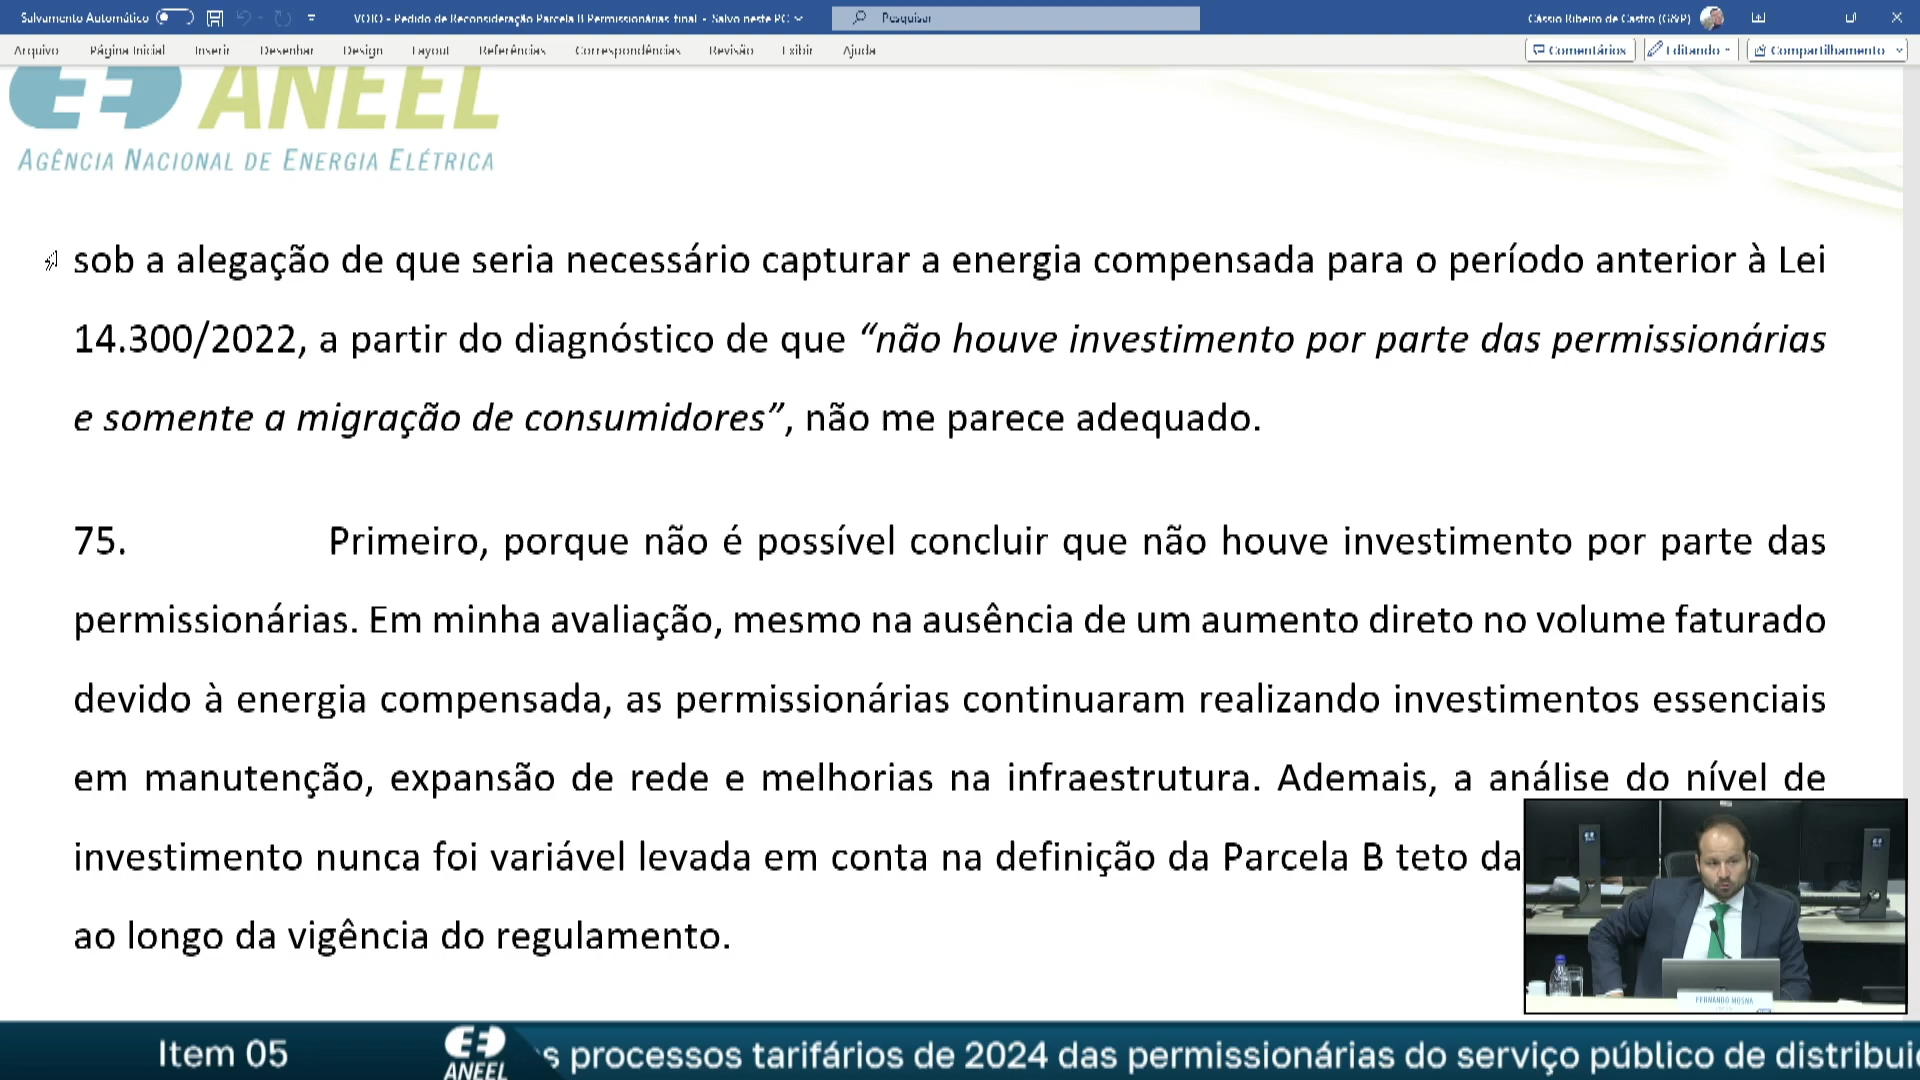 Salvamento Automático
VOTO - Pedido de Reconsideração Parcela B Permissionárias_final - Salvo neste PC
Pesquisar
Cássio Ribeiro de Castro (G&P)
Arquivo Página Inicial Inserir Desenhar Design Layout Referências Correspondências Revisão Exibir Ajuda
Comentários Editando Compartilhamento
ANEEL
AGÊNCIA NACIONAL DE ENERGIA ELÉTRICA
sob a alegação de que seria necessário capturar a energia compensada para o período anterior à Lei
14.300/2022, a partir do diagnóstico de que “não houve investimento por parte das permissionárias
e somente a migração de consumidores”, não me parece adequado.
75. Primeiro, porque não é possível concluir que não houve investimento por parte das
permissionárias. Em minha avaliação, mesmo na ausência de um aumento direto no volume faturado
devido à energia compensada, as permissionárias continuaram realizando investimentos essenciais
em manutenção, expansão de rede e melhorias na infraestrutura. Ademais, a análise do nível de
investimento nunca foi variável levada em conta na definição da Parcela B teto da
ao longo da vigência do regulamento.
FERNANDO MOSNA
Item 05
ANEEL
s processos tarifários de 2024 das permissionárias do serviço público de distribui